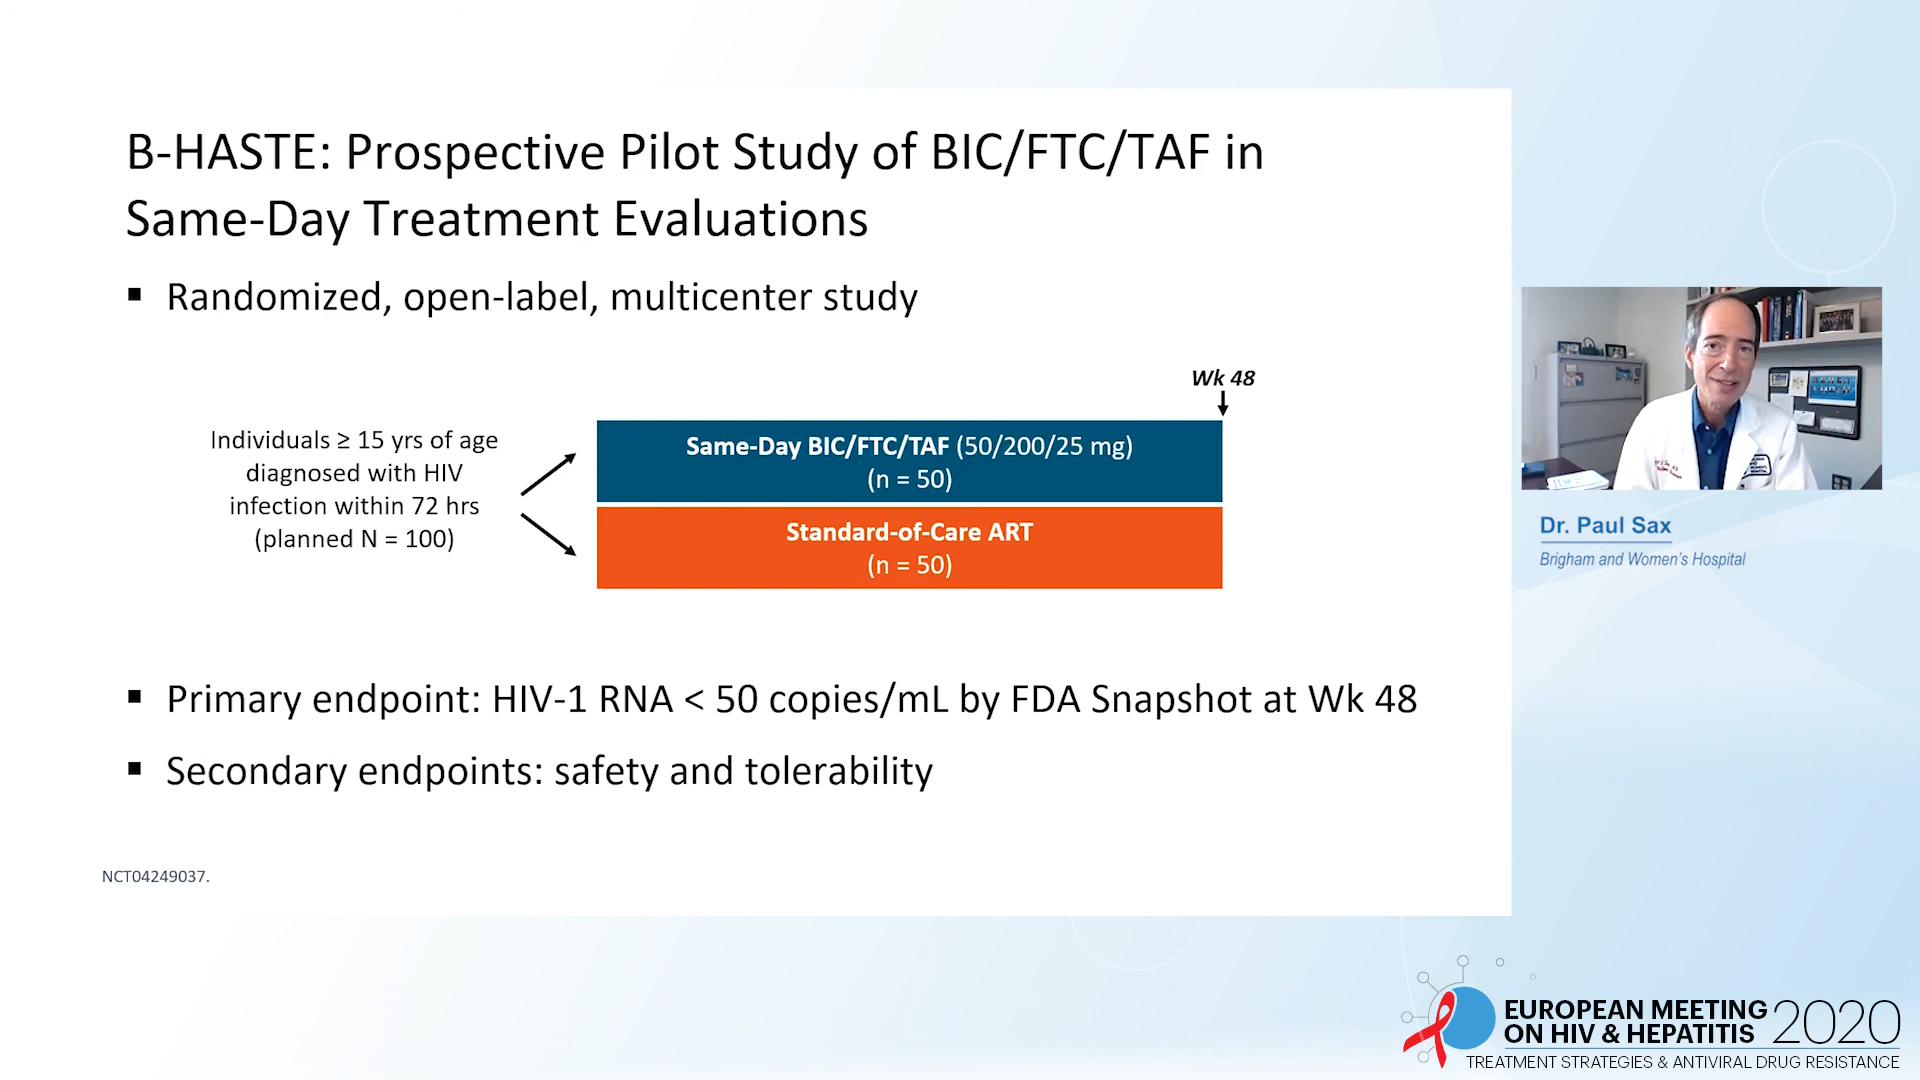 B-HASTE: Prospective Pilot Study of BIC/FTC/TAF in
Same-Day Treatment Evaluations
▪ Randomized, open-label, multicenter study
Wk 48
Individuals ≥ 15 yrs of age
diagnosed with HIV
infection within 72 hrs
(planned N = 100)
Same-Day BIC/FTC/TAF (50/200/25 mg)
(n = 50)
Standard-of-Care ART
(n = 50)
▪ Primary endpoint: HIV-1 RNA < 50 copies/mL by FDA Snapshot at Wk 48
▪ Secondary endpoints: safety and tolerability
NCT04249037.
Dr. Paul Sax
Brigham and Women's Hospital
EUROPEAN MEETING
ON HIV & HEPATITIS 2020
TREATMENT STRATEGIES & ANTIVIRAL DRUG RESISTANCE